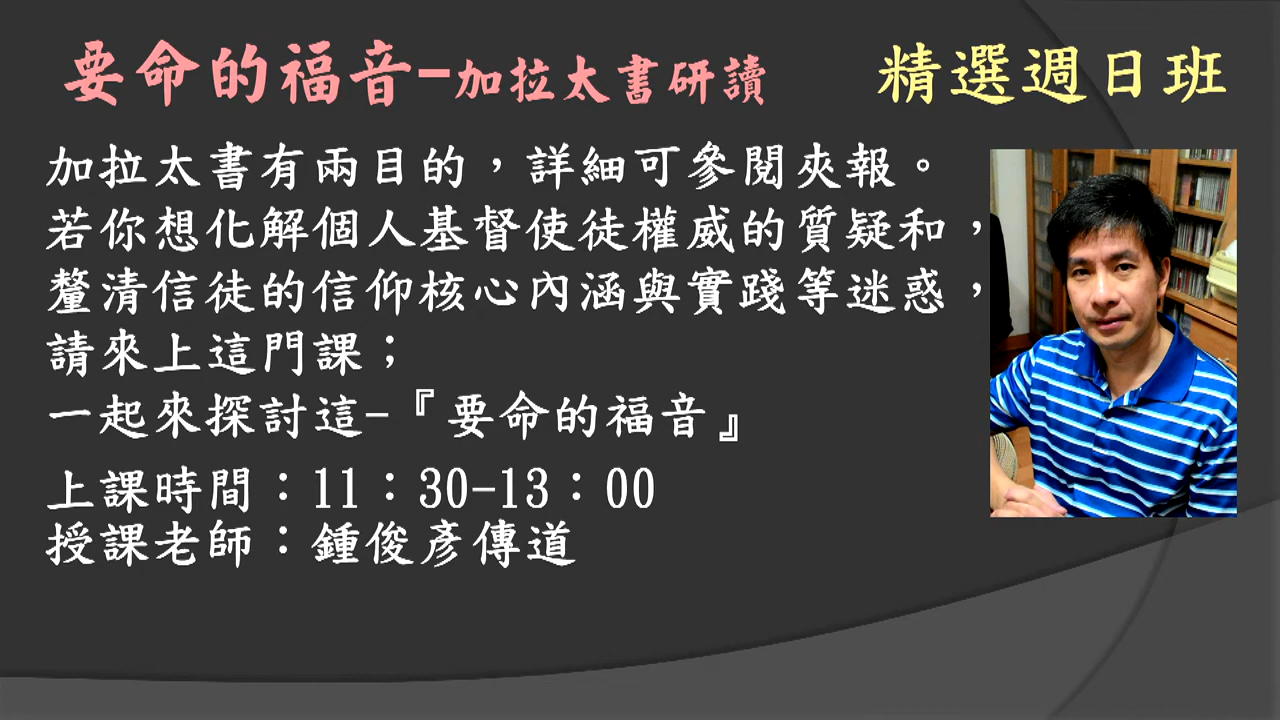 要命的福音-加拉太書研讀 精選週日班
加拉太書有兩目的，詳細可參閱夾報。
若你想化解個人基督使徒權威的質疑和，
釐清信徒的信仰核心內涵與實踐等迷惑，
請來上這門課；
一起來探討這-『要命的福音』
上課時間：11：30-13：00
授課老師：鍾俊彥傳道